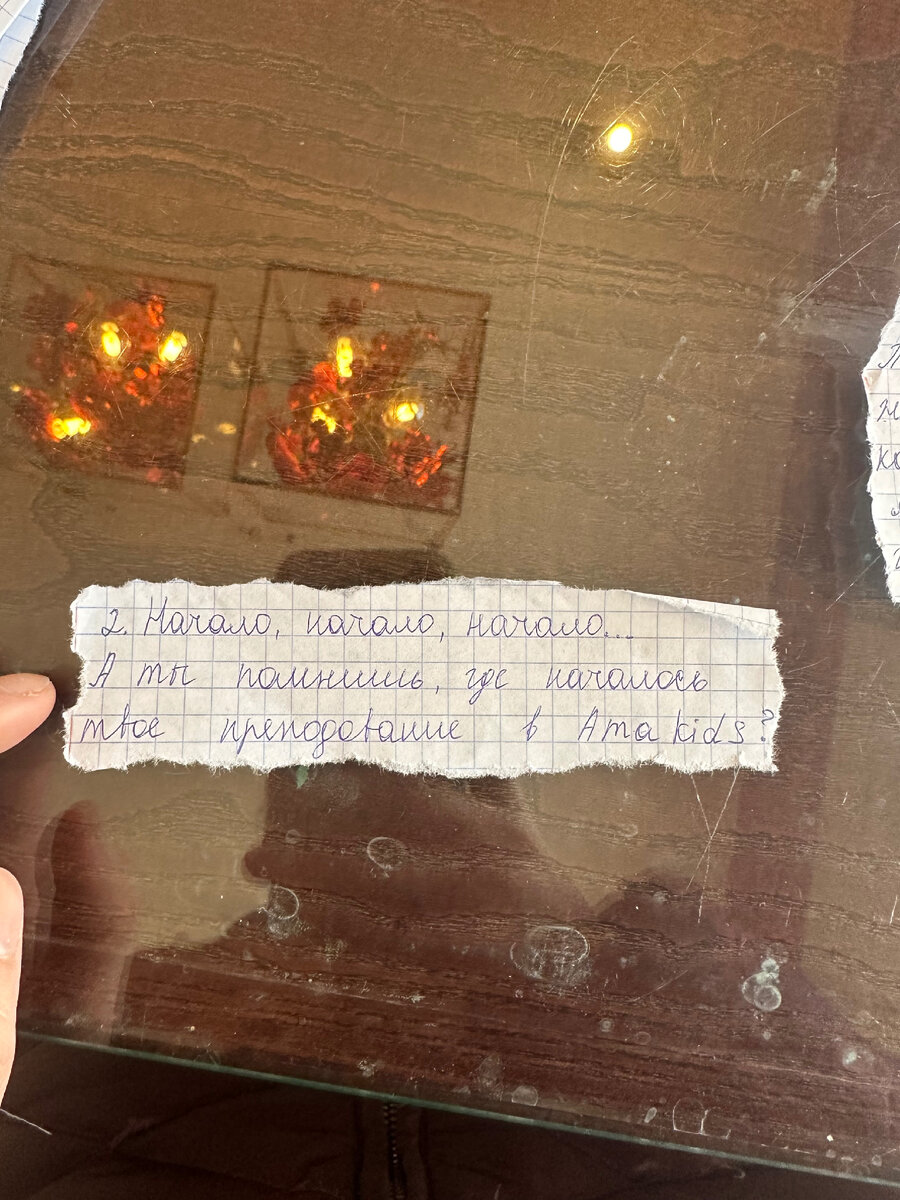 2. Начало, начало, начало...
А ты помнишь, где началось
твое преподование в Amakids?